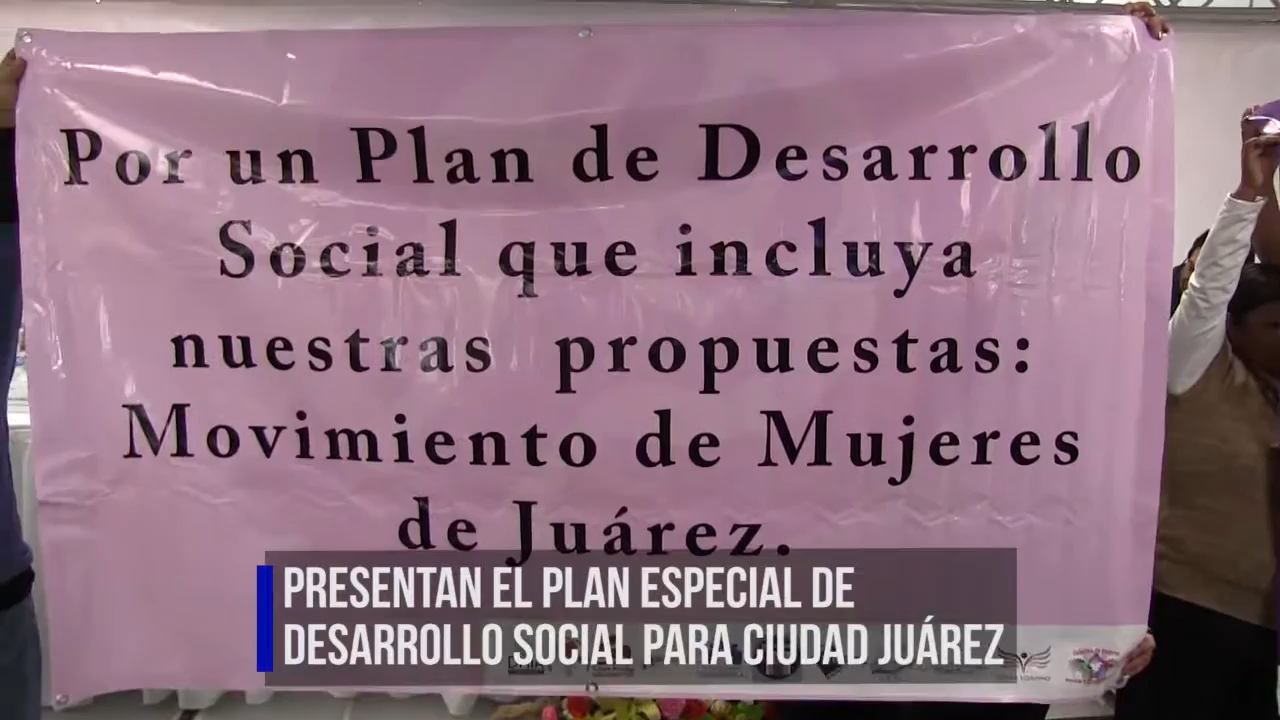 Por un Plan de Desarrollo
Social que incluya
nuestras propuestas:
Movimiento de Mujeres
de Juárez.
PRESENTAN EL PLAN ESPECIAL DE
DESARROLLO SOCIAL PARA CIUDAD JUÁREZ